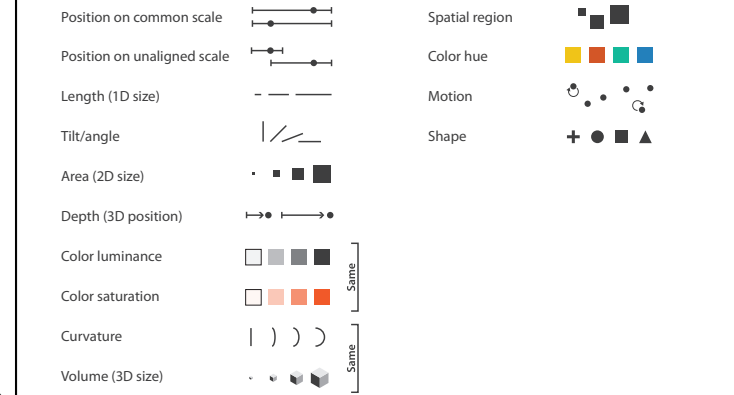 Position on common scale
Position on unaligned scale
Length (1D size)
Tilt/angle
Area (2D size)
Depth (3D position)
Color luminance
Color saturation
Same
Curvature
Volume (3D size)
Same
Spatial region
Color hue
Motion
Shape